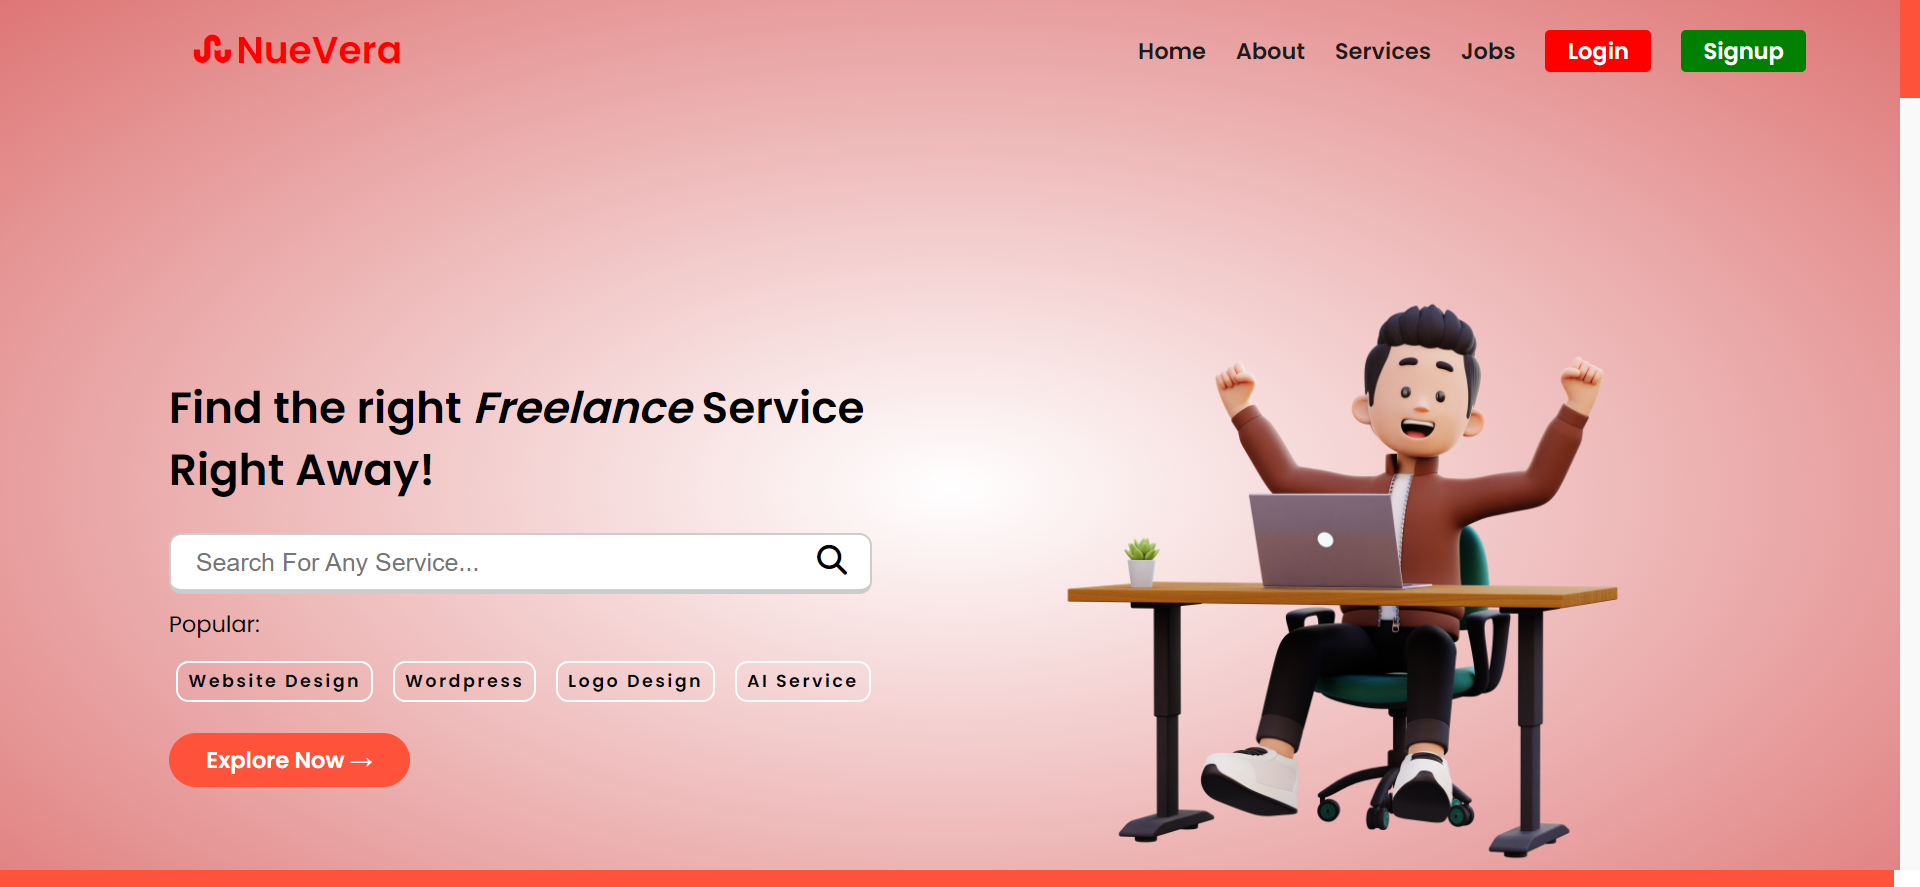 NueVera
Home About Services Jobs Login Signup
Find the right Freelance Service
Right Away!
Search For Any Service...
Popular:
Website Design Wordpress Logo Design AI Service
Explore Now →